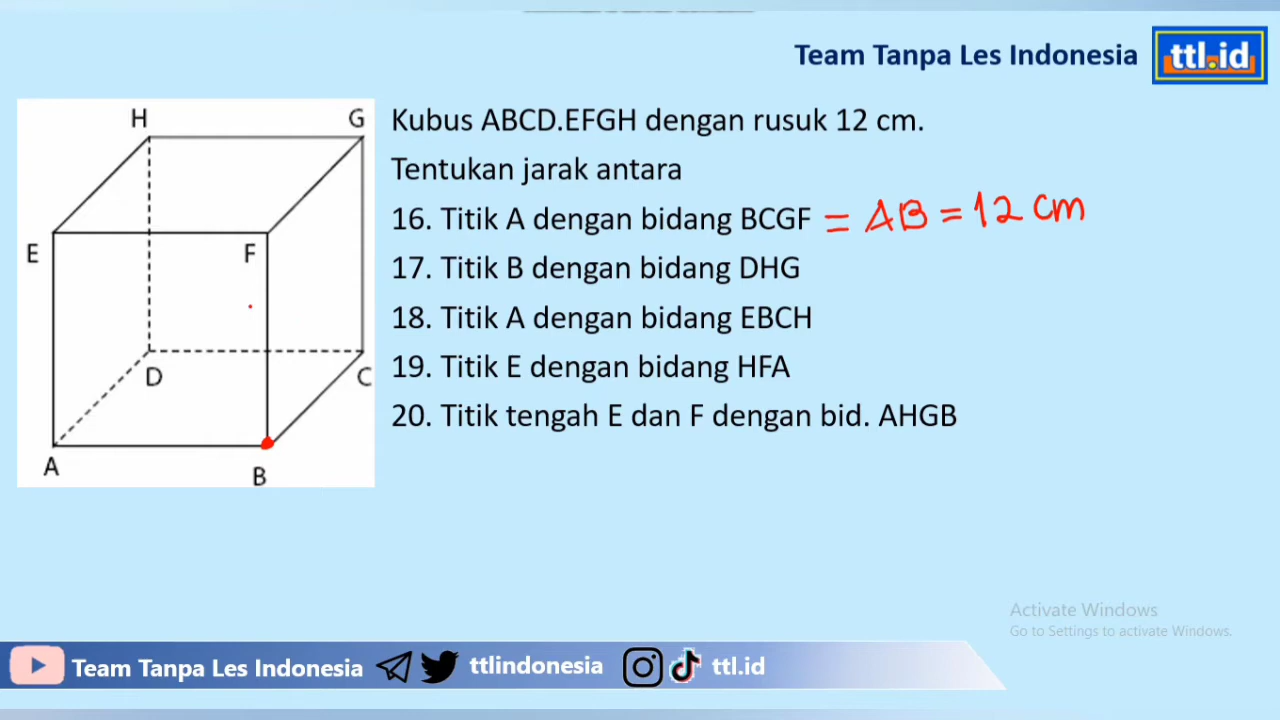 Team Tanpa Les Indonesia ttl.id
H G
E F
D C
A B
Kubus ABCD.EFGH dengan rusuk 12 cm.
Tentukan jarak antara
16. Titik A dengan bidang BCGF = AB = 12 cm
17. Titik B dengan bidang DHG
18. Titik A dengan bidang EBCH
19. Titik E dengan bidang HFA
20. Titik tengah E dan F dengan bid. AHGB
Activate Windows
Go to Settings to activate Windows.
Team Tanpa Les Indonesia ttlindonesia ttl.id